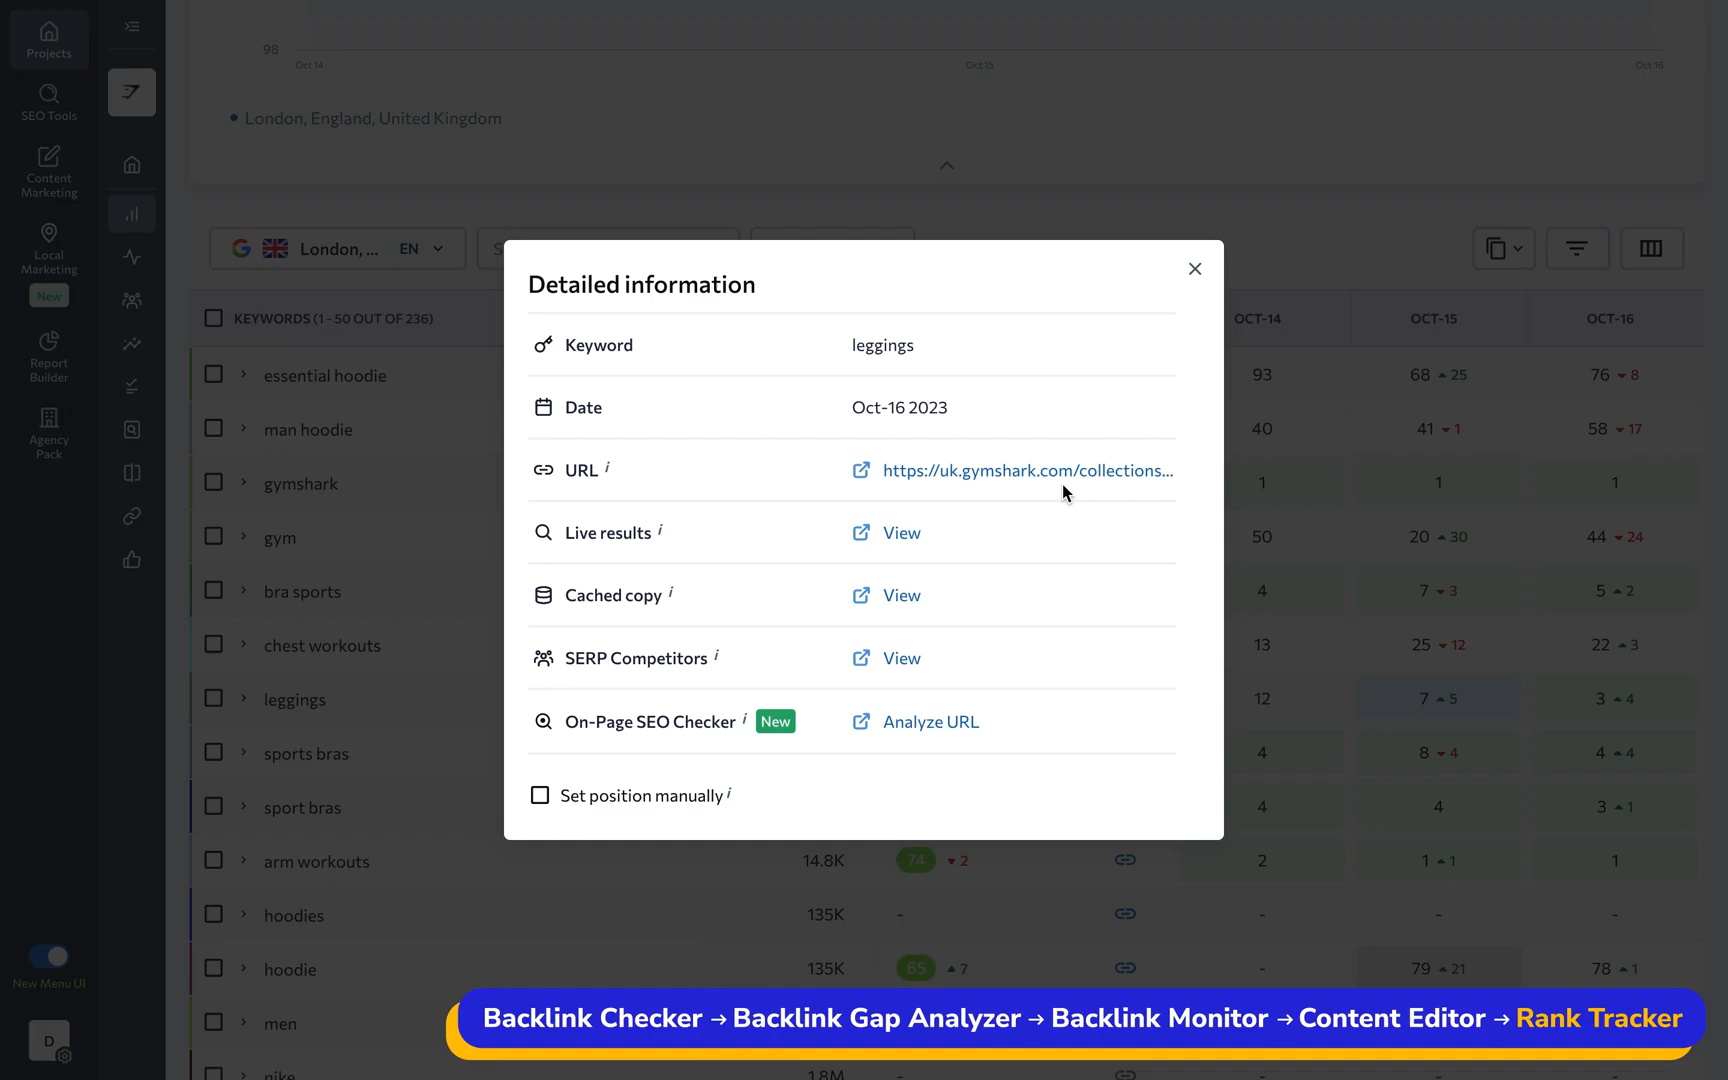 Projects
SEO Tools
Content
Marketing
Local
Marketing
New
Report
Builder
Agency
Pack
New Menu UI
D
98
Oct 14
Oct 15
Oct 16
London, England, United Kingdom
London, ...
EN
S
KEYWORDS (1 - 50 OUT OF 236)
OCT-14
OCT-15
OCT-16
essential hoodie 93 68 25 76 8
man hoodie 40 41 1 58 17
gymshark 1 1 1
gym 50 20 30 44 24
bra sports 4 7 3 5 2
chest workouts 13 25 12 22 3
leggings 12 7 5 3 4
sports bras 4 8 4 4 4
sport bras 4 4 3 1
arm workouts 14.8K 74 2 2 1 1 1
hoodies 135K - - - -
hoodie 135K 65 7 - 79 21 78 1
men
nike 1.8M - - - -
Detailed information
Keyword leggings
Date Oct-16 2023
URL i https://uk.gymshark.com/collections...
Live results i View
Cached copy i View
SERP Competitors i View
On-Page SEO Checker i New Analyze URL
Set position manually i
Backlink Checker → Backlink Gap Analyzer → Backlink Monitor → Content Editor → Rank Tracker